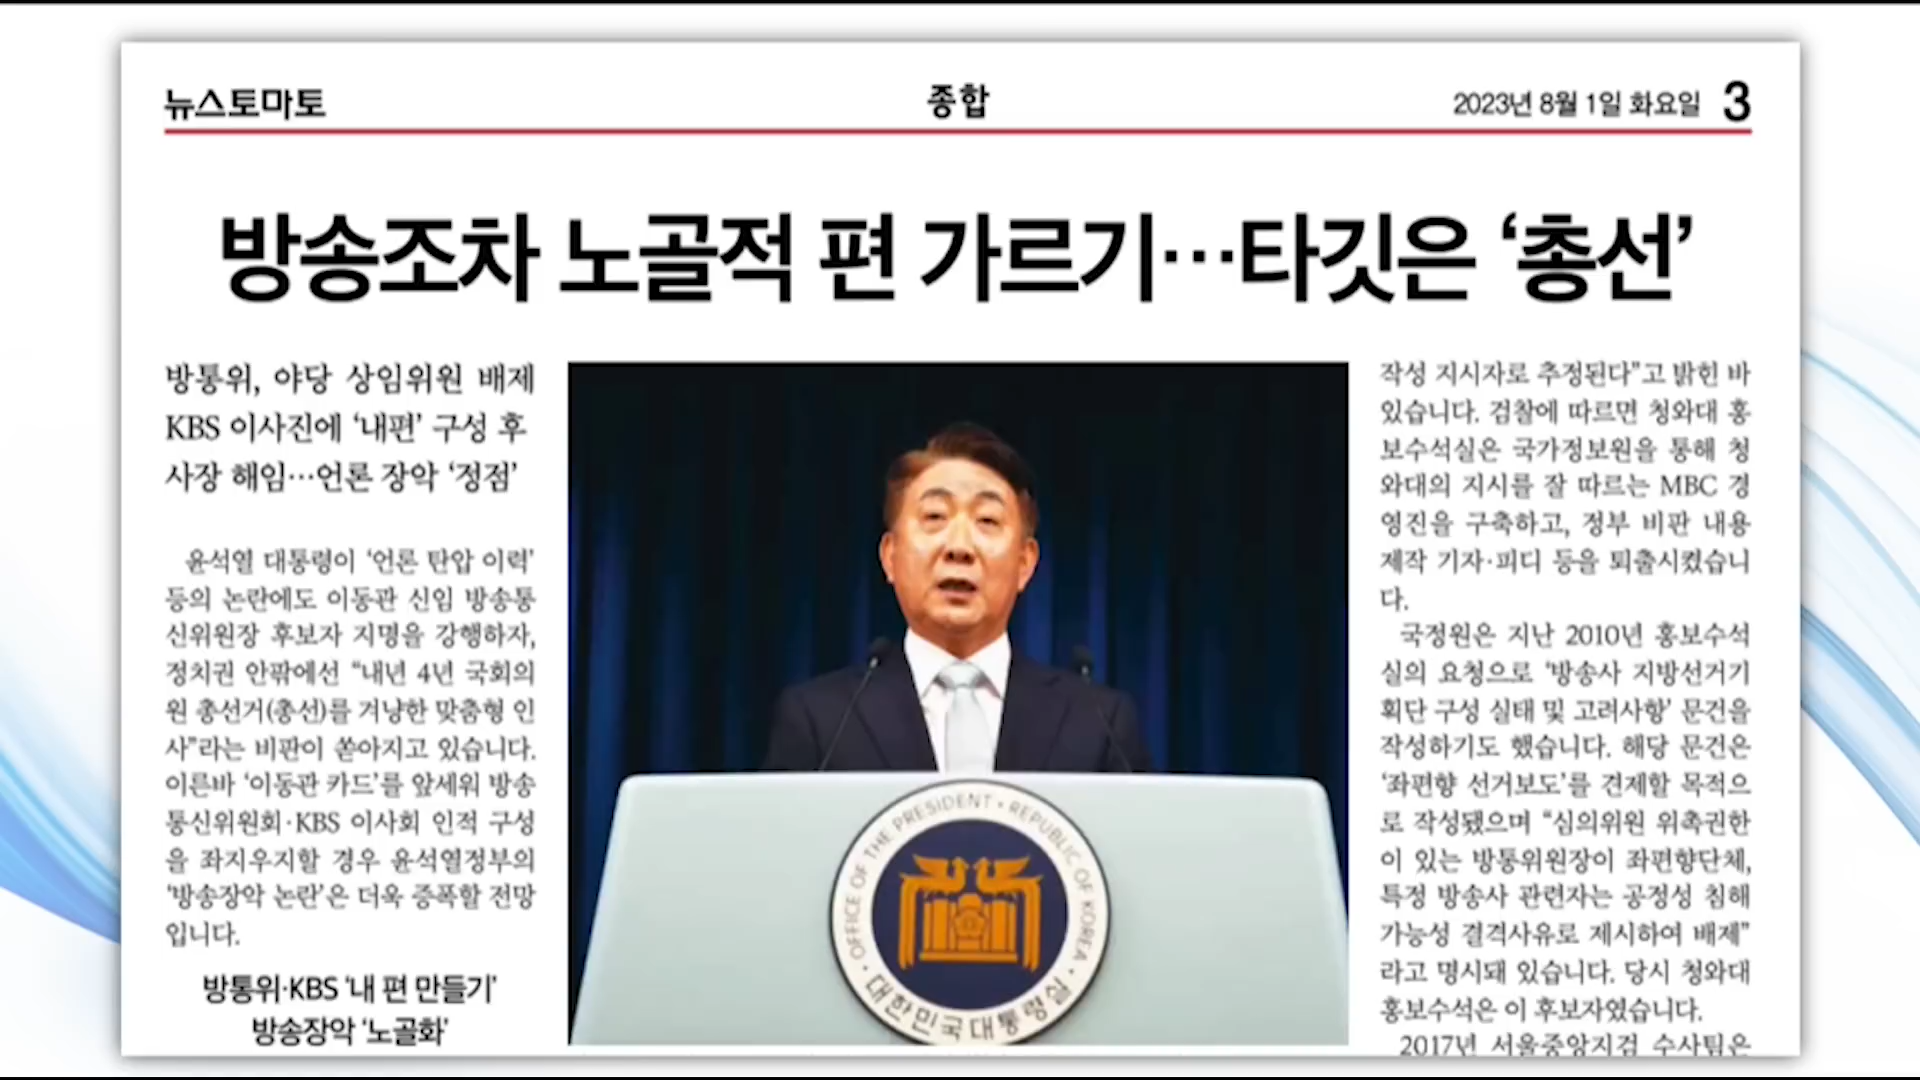 뉴스토마토
종합
2023년 8월 1일 화요일 3
방송조차 노골적 편 가르기…타깃은 ‘총선’
방통위, 야당 상임위원 배제
KBS 이사진에 ‘내편’ 구성 후
사장 해임…언론 장악 ‘정점’
윤석열 대통령이 ‘언론 탄압 이력’
등의 논란에도 이동관 신임 방송통
신위원장 후보자 지명을 강행하자,
정치권 안팎에선 “내년 4년 국회의
원 총선거(총선)를 겨냥한 맞춤형 인
사”라는 비판이 쏟아지고 있습니다.
이른바 ‘이동관 카드’를 앞세워 방송
통신위원회·KBS 이사회 인적 구성
을 좌지우지할 경우 윤석열정부의
‘방송장악 논란’은 더욱 증폭할 전망
입니다.
방통위·KBS ‘내 편 만들기’
방송장악 ‘노골화’
OFFICE OF THE PRESIDENT • REPUBLIC OF KOREA
대한민국대통령실
작성 지시자로 추정된다”고 밝힌 바
있습니다. 검찰에 따르면 청와대 홍
보수석실은 국가정보원을 통해 청
와대의 지시를 잘 따르는 MBC 경
영진을 구축하고, 정부 비판 내용
제작 기자·피디 등을 퇴출시켰습니
다.
국정원은 지난 2010년 홍보수석
실의 요청으로 ‘방송사 지방선거기
획단 구성 실태 및 고려사항’ 문건을
작성하기도 했습니다. 해당 문건은
‘좌편향 선거보도’를 견제할 목적으
로 작성됐으며 “심의위원 위촉권한
이 있는 방통위원장이 좌편향단체,
특정 방송사 관련자는 공정성 침해
가능성 결격사유로 제시하여 배제”
라고 명시돼 있습니다. 당시 청와대
홍보수석은 이 후보자였습니다.
2017년 서울중앙지검 수사팀은